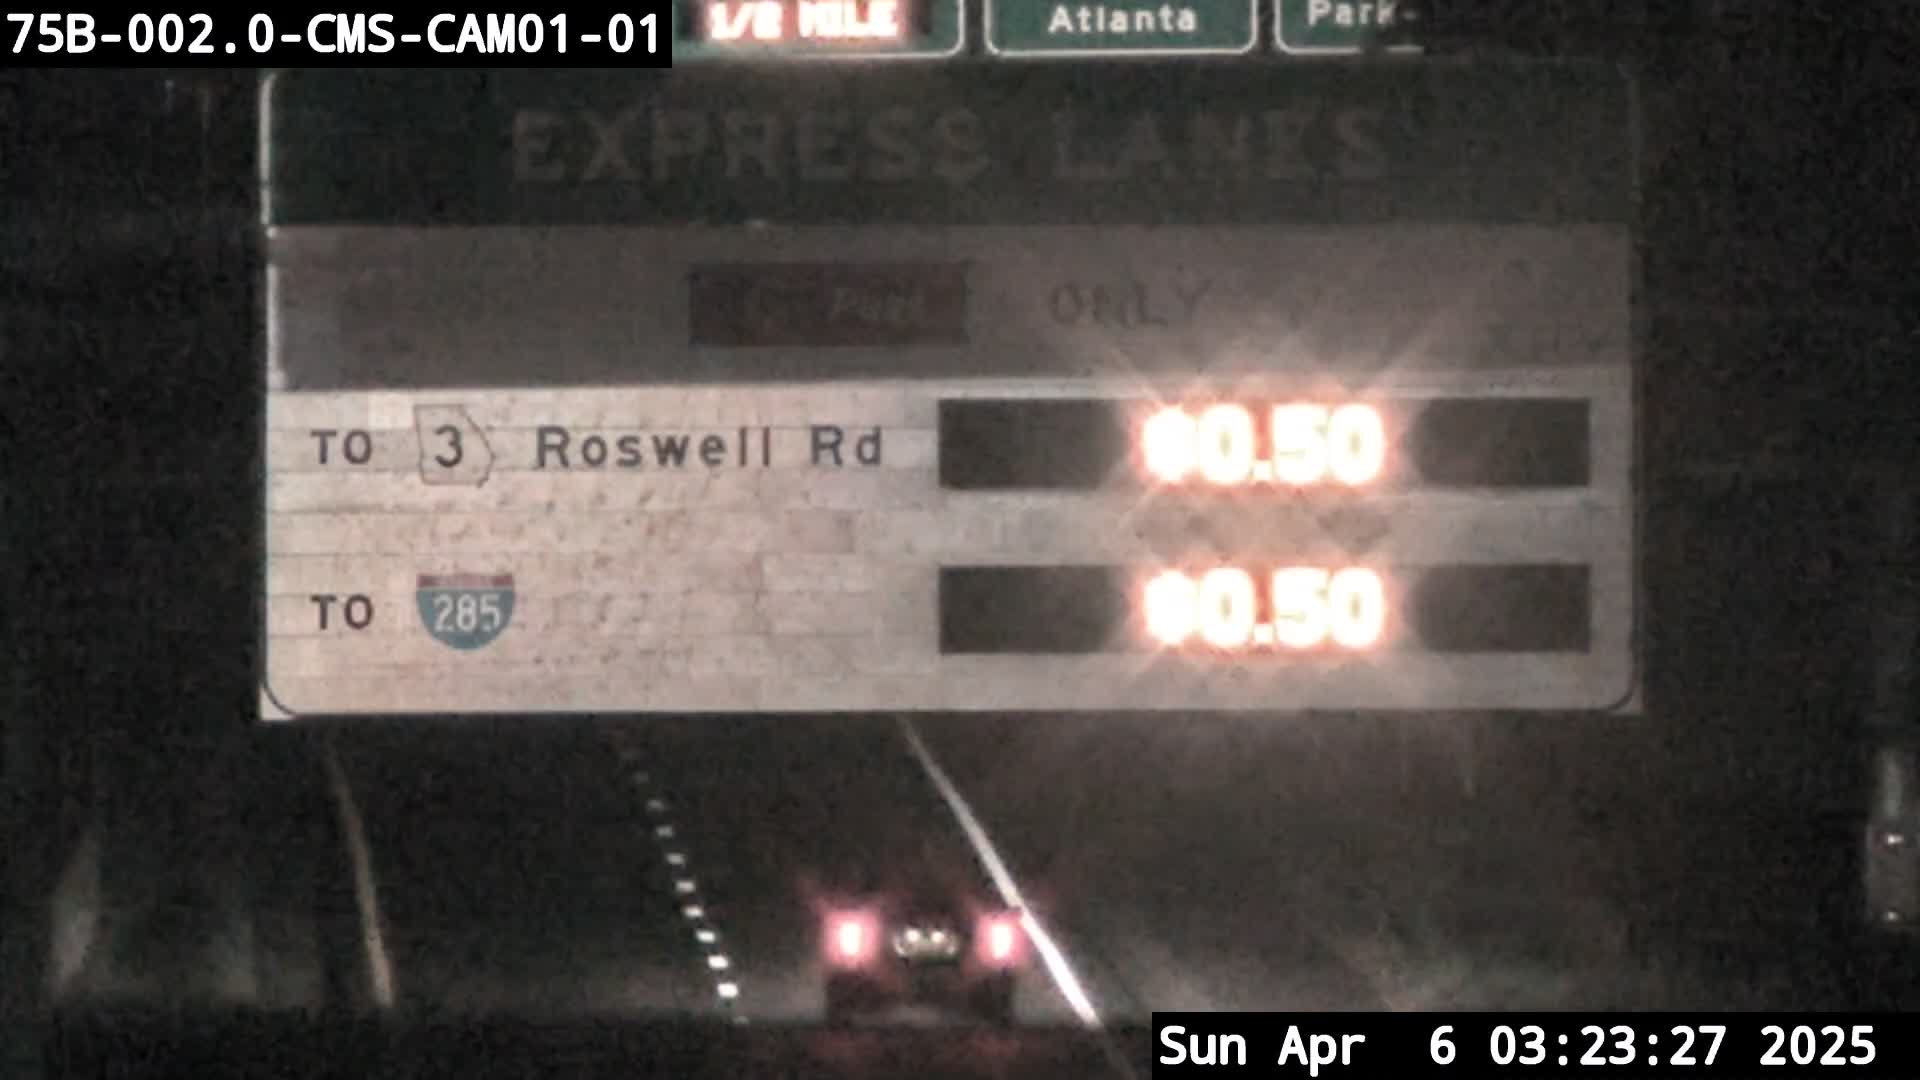 75B-002.0-CMS-CAM01-01
1/2 MILE
Atlanta
Park-
EXPRESS LANES
ONLY
TO 3 Roswell Rd $0.50
TO 285 $0.50
Sun Apr 6 03:23:27 2025